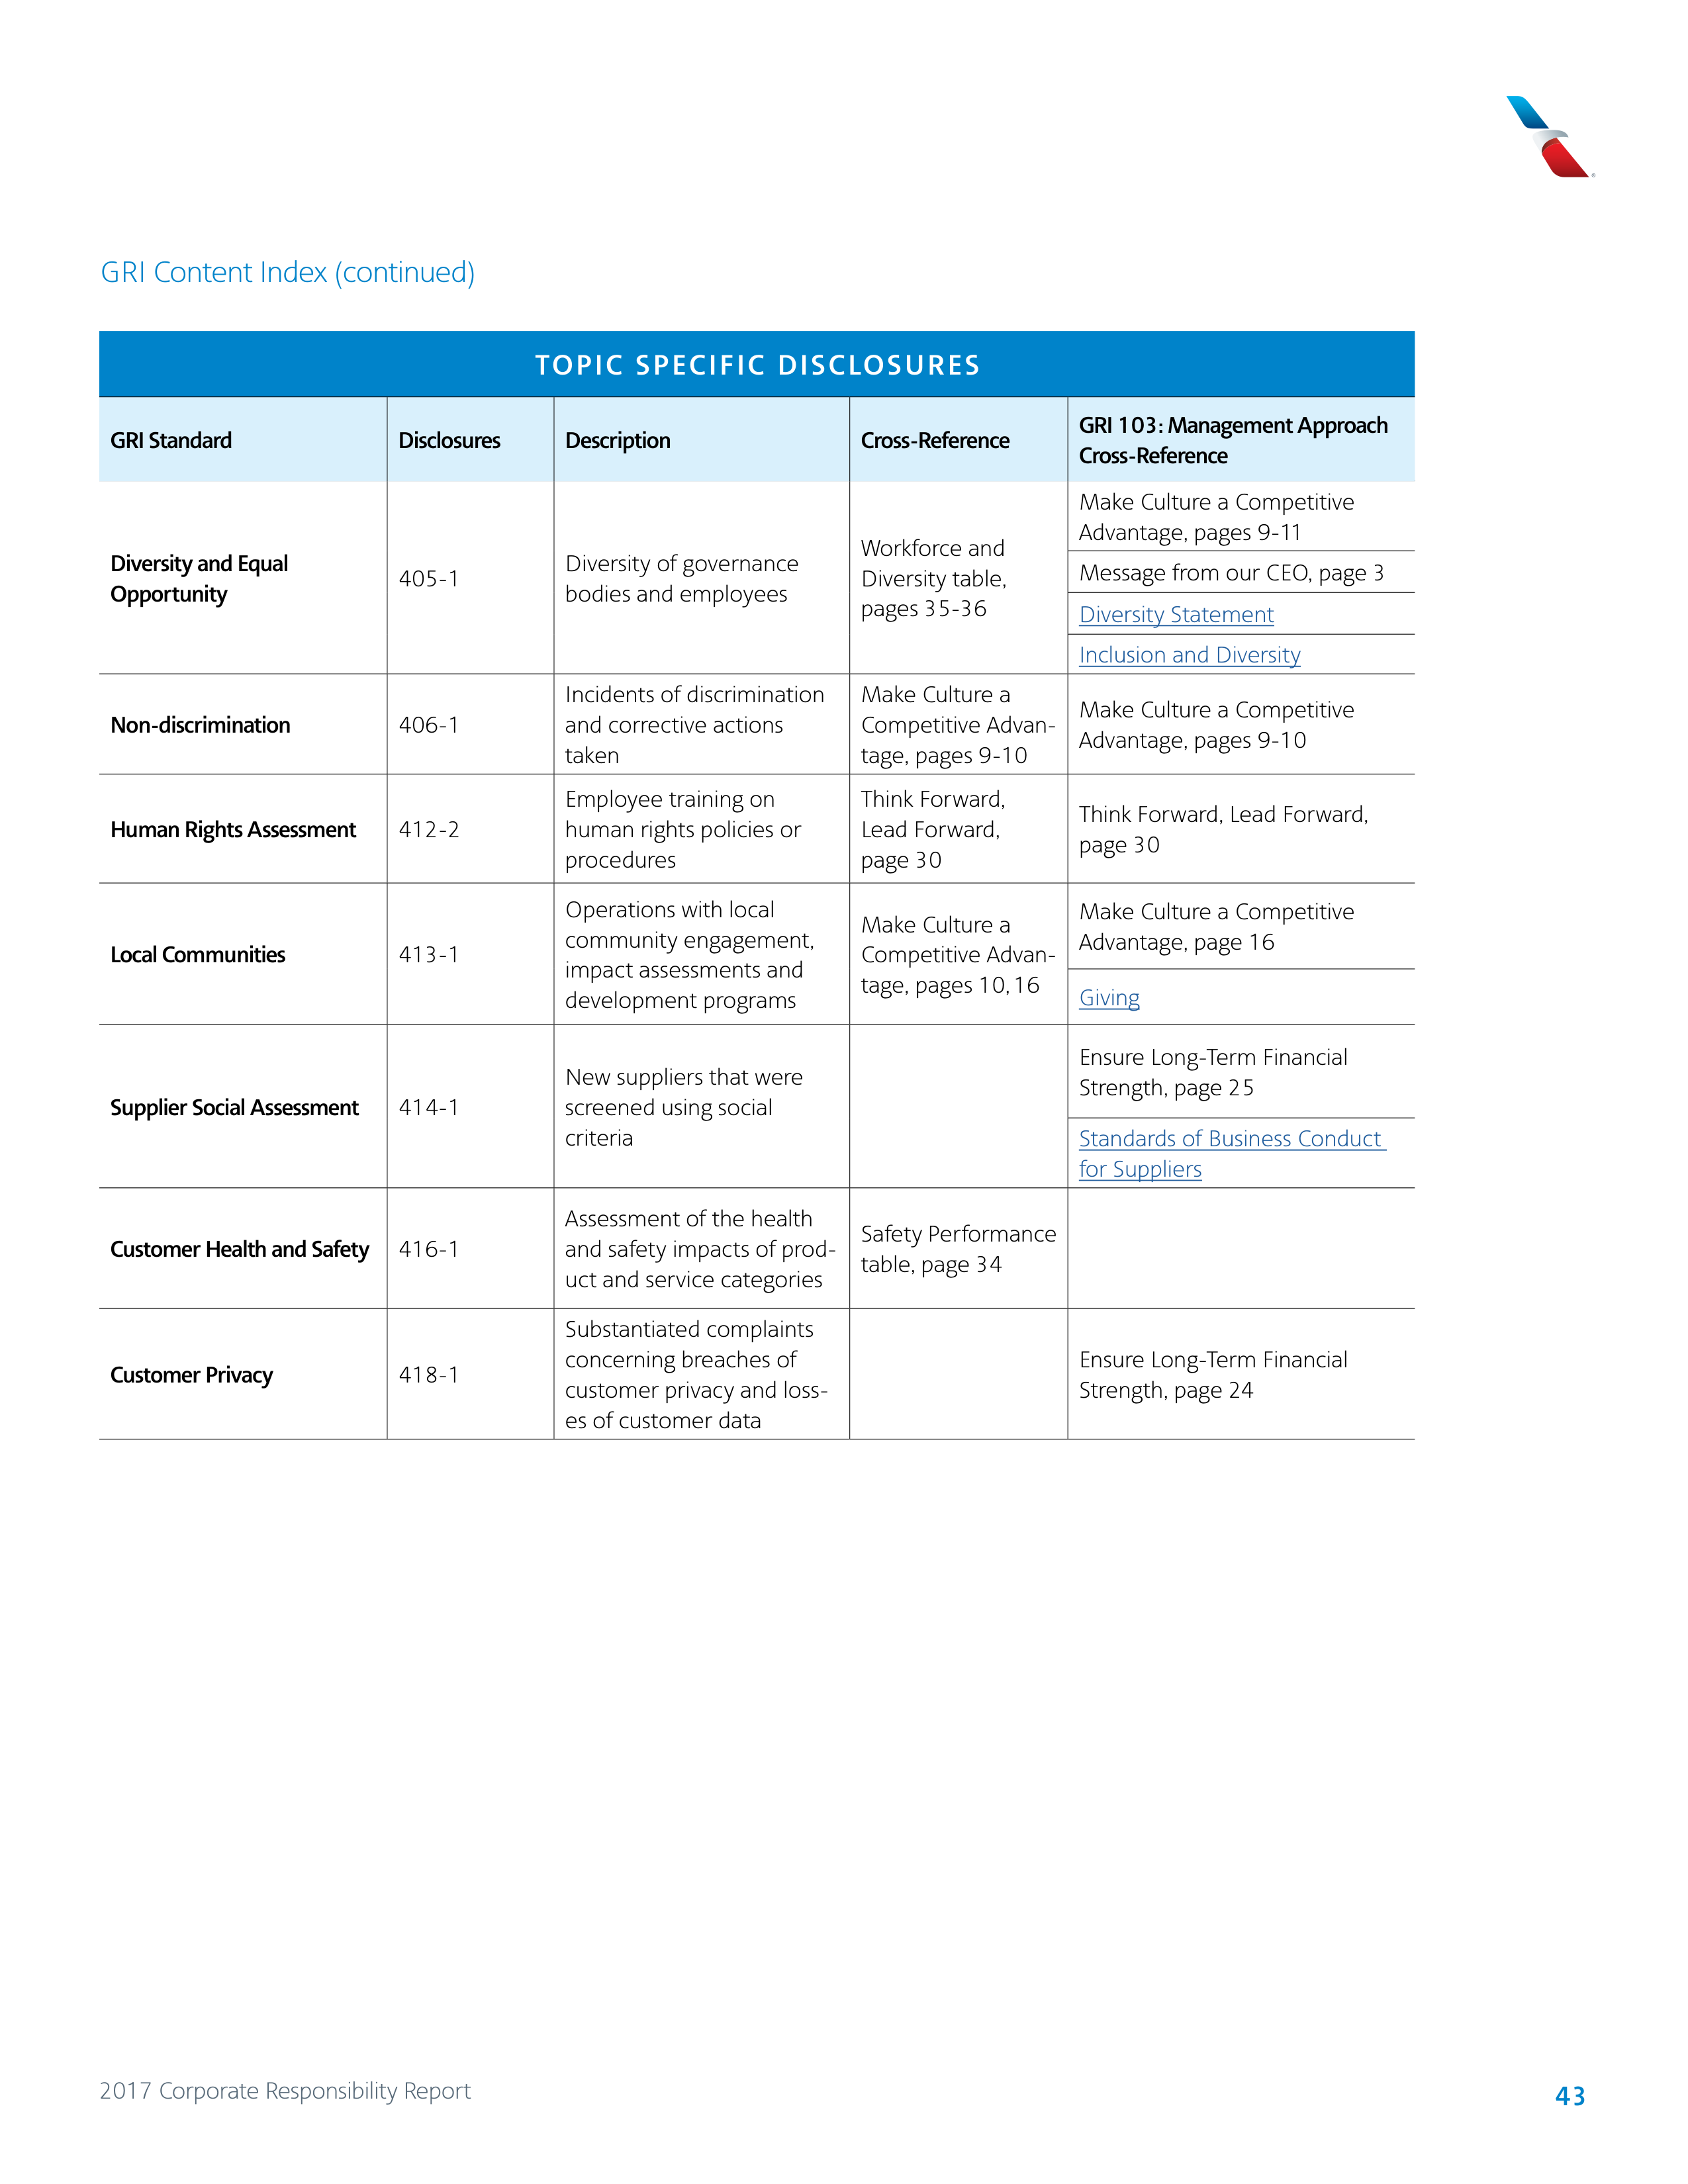 GRI Content Index (continued)
TOPIC SPECIFIC DISCLOSURES
GRI Standard
Disclosures
Description
Cross-Reference
GRI 103: Management Approach
Cross-Reference
Diversity and Equal
Opportunity
405-1
Diversity of governance
bodies and employees
Workforce and
Diversity table,
pages 35-36
Make Culture a Competitive
Advantage, pages 9-11
Message from our CEO, page 3
Diversity Statement
Inclusion and Diversity
Non-discrimination
406-1
Incidents of discrimination
and corrective actions
taken
Make Culture a
Competitive Advan-
tage, pages 9-10
Make Culture a Competitive
Advantage, pages 9-10
Human Rights Assessment
412-2
Employee training on
human rights policies or
procedures
Think Forward,
Lead Forward,
page 30
Think Forward, Lead Forward,
page 30
Local Communities
413-1
Operations with local
community engagement,
impact assessments and
development programs
Make Culture a
Competitive Advan-
tage, pages 10,16
Make Culture a Competitive
Advantage, page 16
Giving
Supplier Social Assessment
414-1
New suppliers that were
screened using social
criteria
Ensure Long-Term Financial
Strength, page 25
Standards of Business Conduct
for Suppliers
Customer Health and Safety
416-1
Assessment of the health
and safety impacts of prod-
uct and service categories
Safety Performance
table, page 34
Customer Privacy
418-1
Substantiated complaints
concerning breaches of
customer privacy and loss-
es of customer data
Ensure Long-Term Financial
Strength, page 24
2017 Corporate Responsibility Report
43